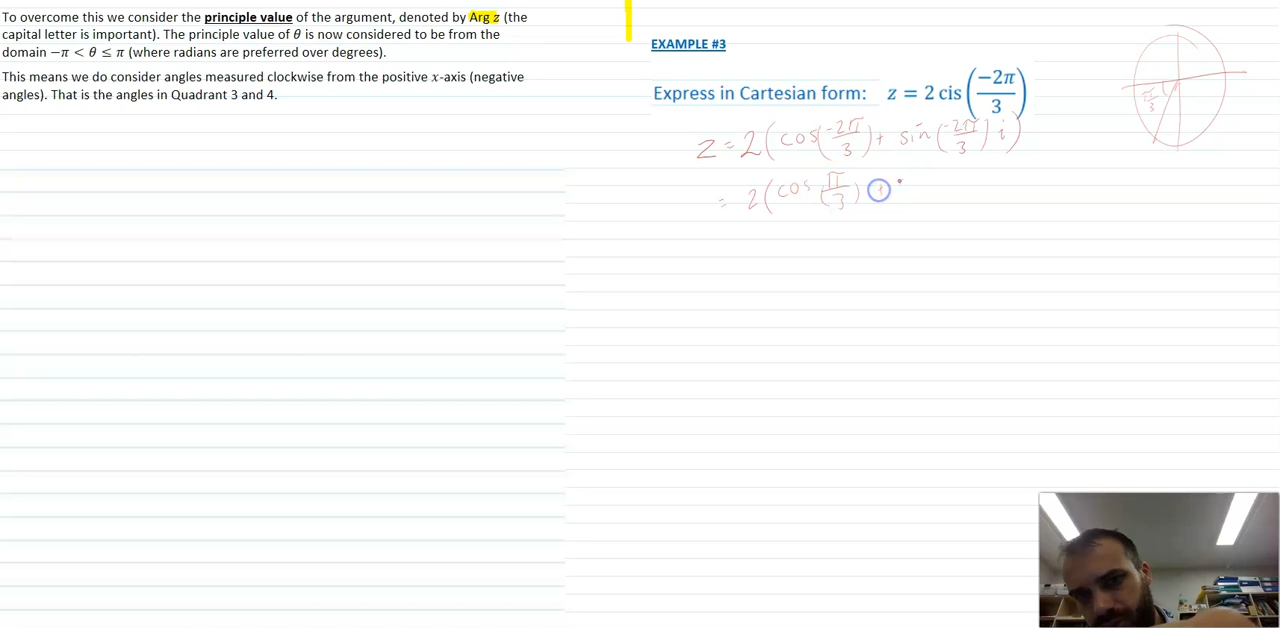 To overcome this we consider the principle value of the argument, denoted by Arg z (the
capital letter is important). The principle value of θ is now considered to be from the
domain −π < θ ≤ π (where radians are preferred over degrees).
This means we do consider angles measured clockwise from the positive x-axis (negative
angles). That is the angles in Quadrant 3 and 4.
EXAMPLE #3
Express in Cartesian form: z = 2 cis (−2π/3)
z = 2(cos(-2π/3) + sin(-2π/3) i)
= 2(cos(π/3) +
π/3